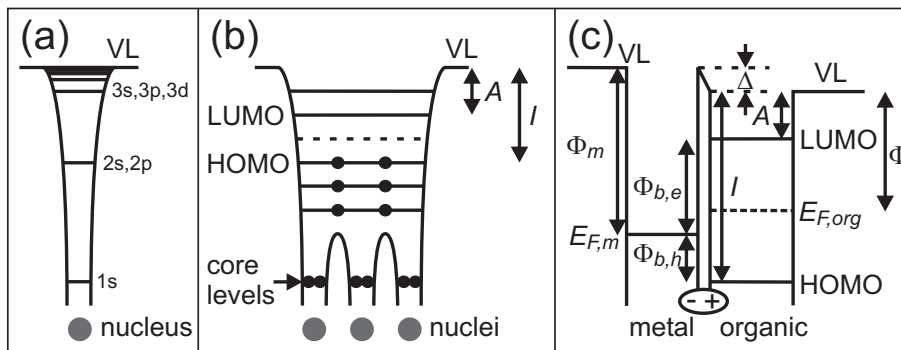 (a)
VL
3s,3p,3d
2s,2p
1s
nucleus
(b)
VL
A
I
LUMO
HOMO
core
levels
nuclei
(c)
VL
Δ
VL
A
LUMO
Φm
Φb,e
I
Φ
EF,org
EF,m
Φb,h
HOMO
- +
metal
organic